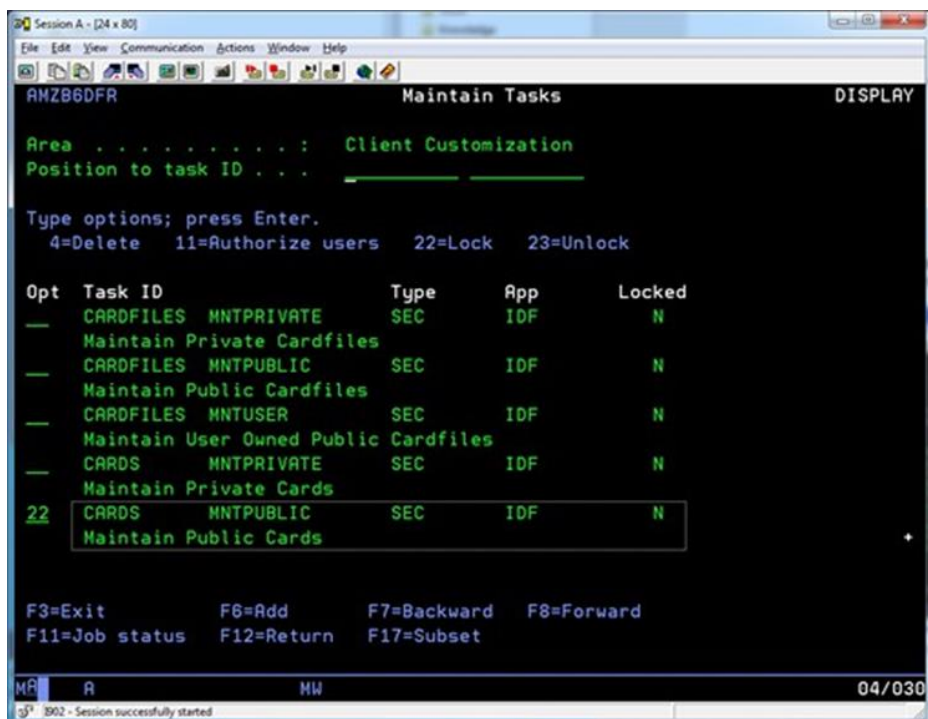 Session A - [24 x 80]
File Edit View Communication Actions Window Help
AMZB6DFR Maintain Tasks DISPLAY
Area . . . . . . . . . : Client Customization
Position to task ID . . .
Type options; press Enter.
4=Delete 11=Authorize users 22=Lock 23=Unlock
Opt Task ID Type App Locked
CARDFILES MNTPRIVATE SEC IDF N
Maintain Private Cardfiles
CARDFILES MNTPUBLIC SEC IDF N
Maintain Public Cardfiles
CARDFILES MNTUSER SEC IDF N
Maintain User Owned Public Cardfiles
CARDS MNTPRIVATE SEC IDF N
Maintain Private Cards
22 CARDS MNTPUBLIC SEC IDF N
Maintain Public Cards +
F3=Exit F6=Add F7=Backward F8=Forward
F11=Job status F12=Return F17=Subset
MA A MW 04/030
I902 - Session successfully started